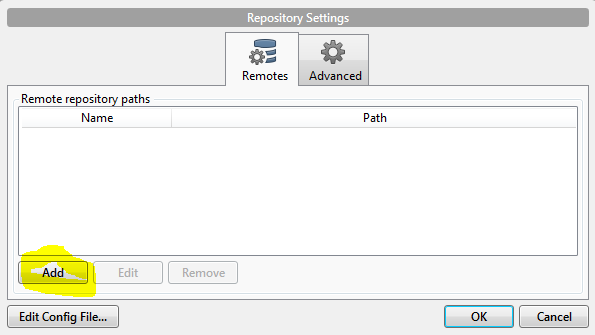 Repository Settings
Remotes
Advanced
Remote repository paths
Name Path
Add Edit Remove
Edit Config File... OK Cancel